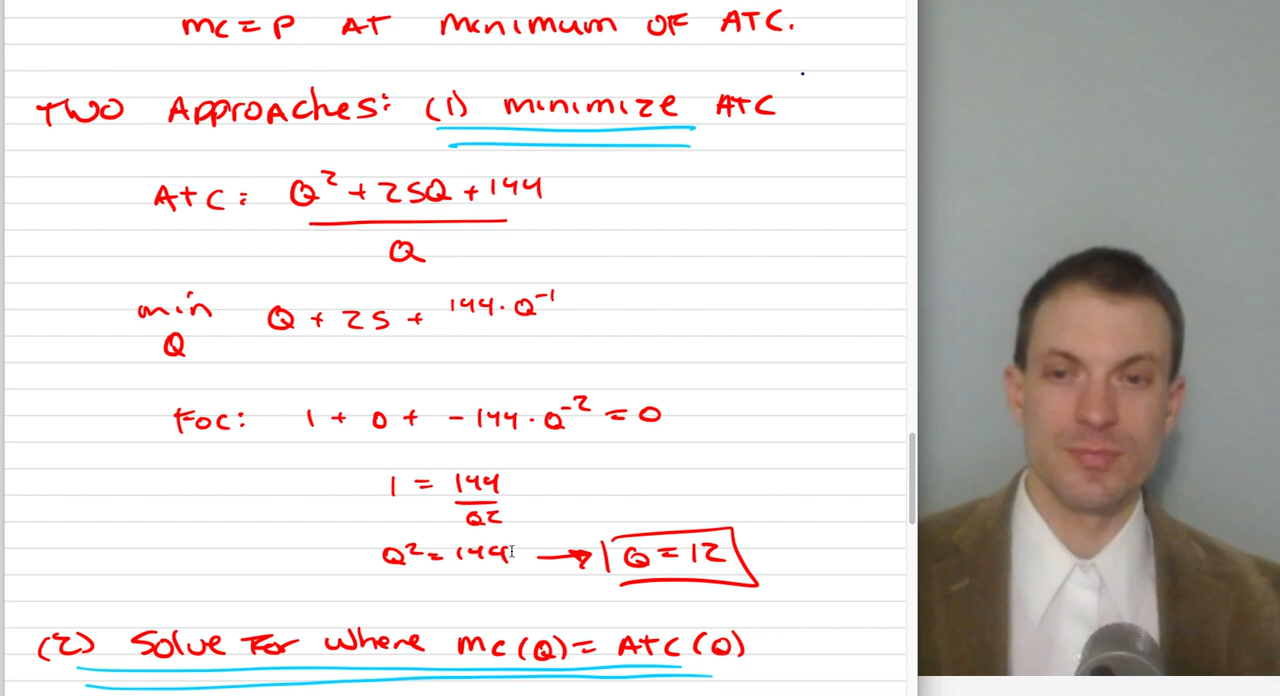 MC = P AT MINIMUM OF ATC.
TWO Approaches: (1) minimize ATC
ATC = Q² + 25Q + 144
Q
min Q + 25 + 144 · Q⁻¹
Q
FOC: 1 + 0 + - 144 · Q⁻² = 0
1 = 144
Q2
Q² = 144 → Q = 12
(2) Solve For where MC(Q) = ATC(Q)